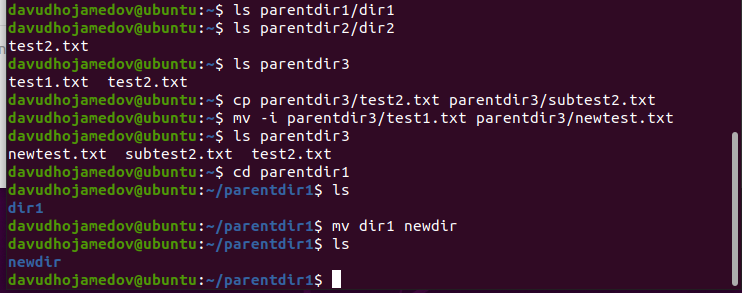 davudhojamedov@ubuntu:~$ ls parentdir1/dir1
davudhojamedov@ubuntu:~$ ls parentdir2/dir2
test2.txt
davudhojamedov@ubuntu:~$ ls parentdir3
test1.txt  test2.txt
davudhojamedov@ubuntu:~$ cp parentdir3/test2.txt parentdir3/subtest2.txt
davudhojamedov@ubuntu:~$ mv -i parentdir3/test1.txt parentdir3/newtest.txt
davudhojamedov@ubuntu:~$ ls parentdir3
newtest.txt  subtest2.txt  test2.txt
davudhojamedov@ubuntu:~$ cd parentdir1
davudhojamedov@ubuntu:~/parentdir1$ ls
dir1
davudhojamedov@ubuntu:~/parentdir1$ mv dir1 newdir
davudhojamedov@ubuntu:~/parentdir1$ ls
newdir
davudhojamedov@ubuntu:~/parentdir1$